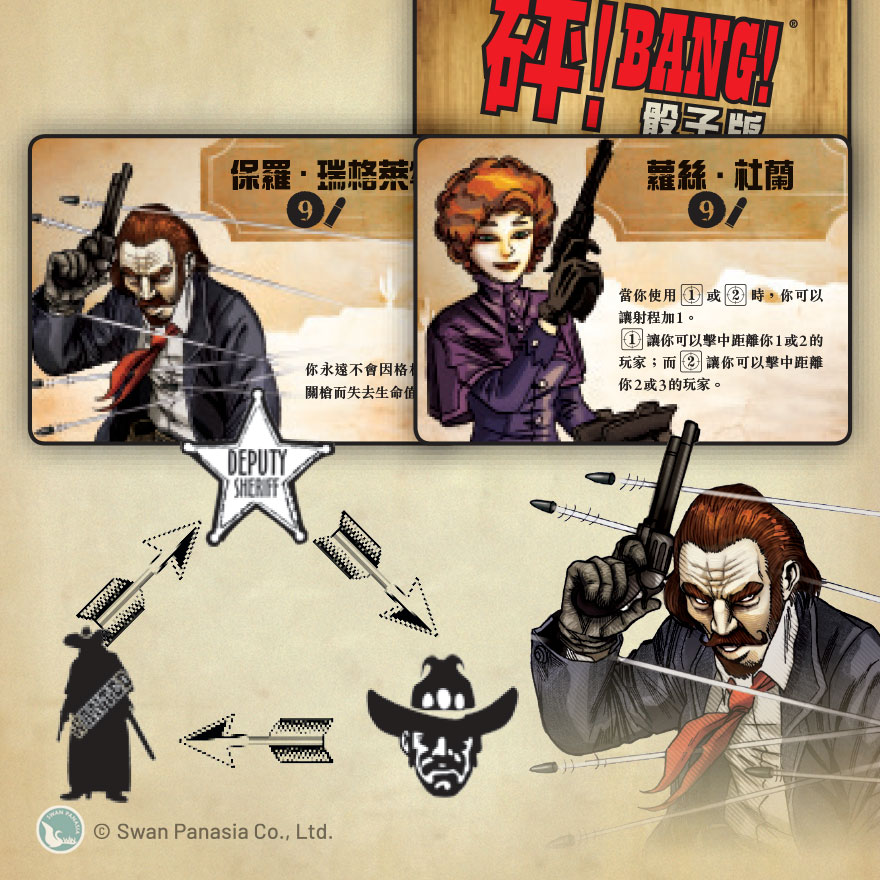 砰!BANG!®
骰子版
保羅·瑞格萊
9
蘿絲·杜蘭
9
你永遠不會因格
關槍而失去生命值
當你使用 ① 或 ② 時,你可以
讓射程加1。
① 讓你可以擊中距離你1或2的
玩家;而 ② 讓你可以擊中距離
你2或3的玩家。
DEPUTY
SHERIFF
SWAN PANASIA
© Swan Panasia Co., Ltd.